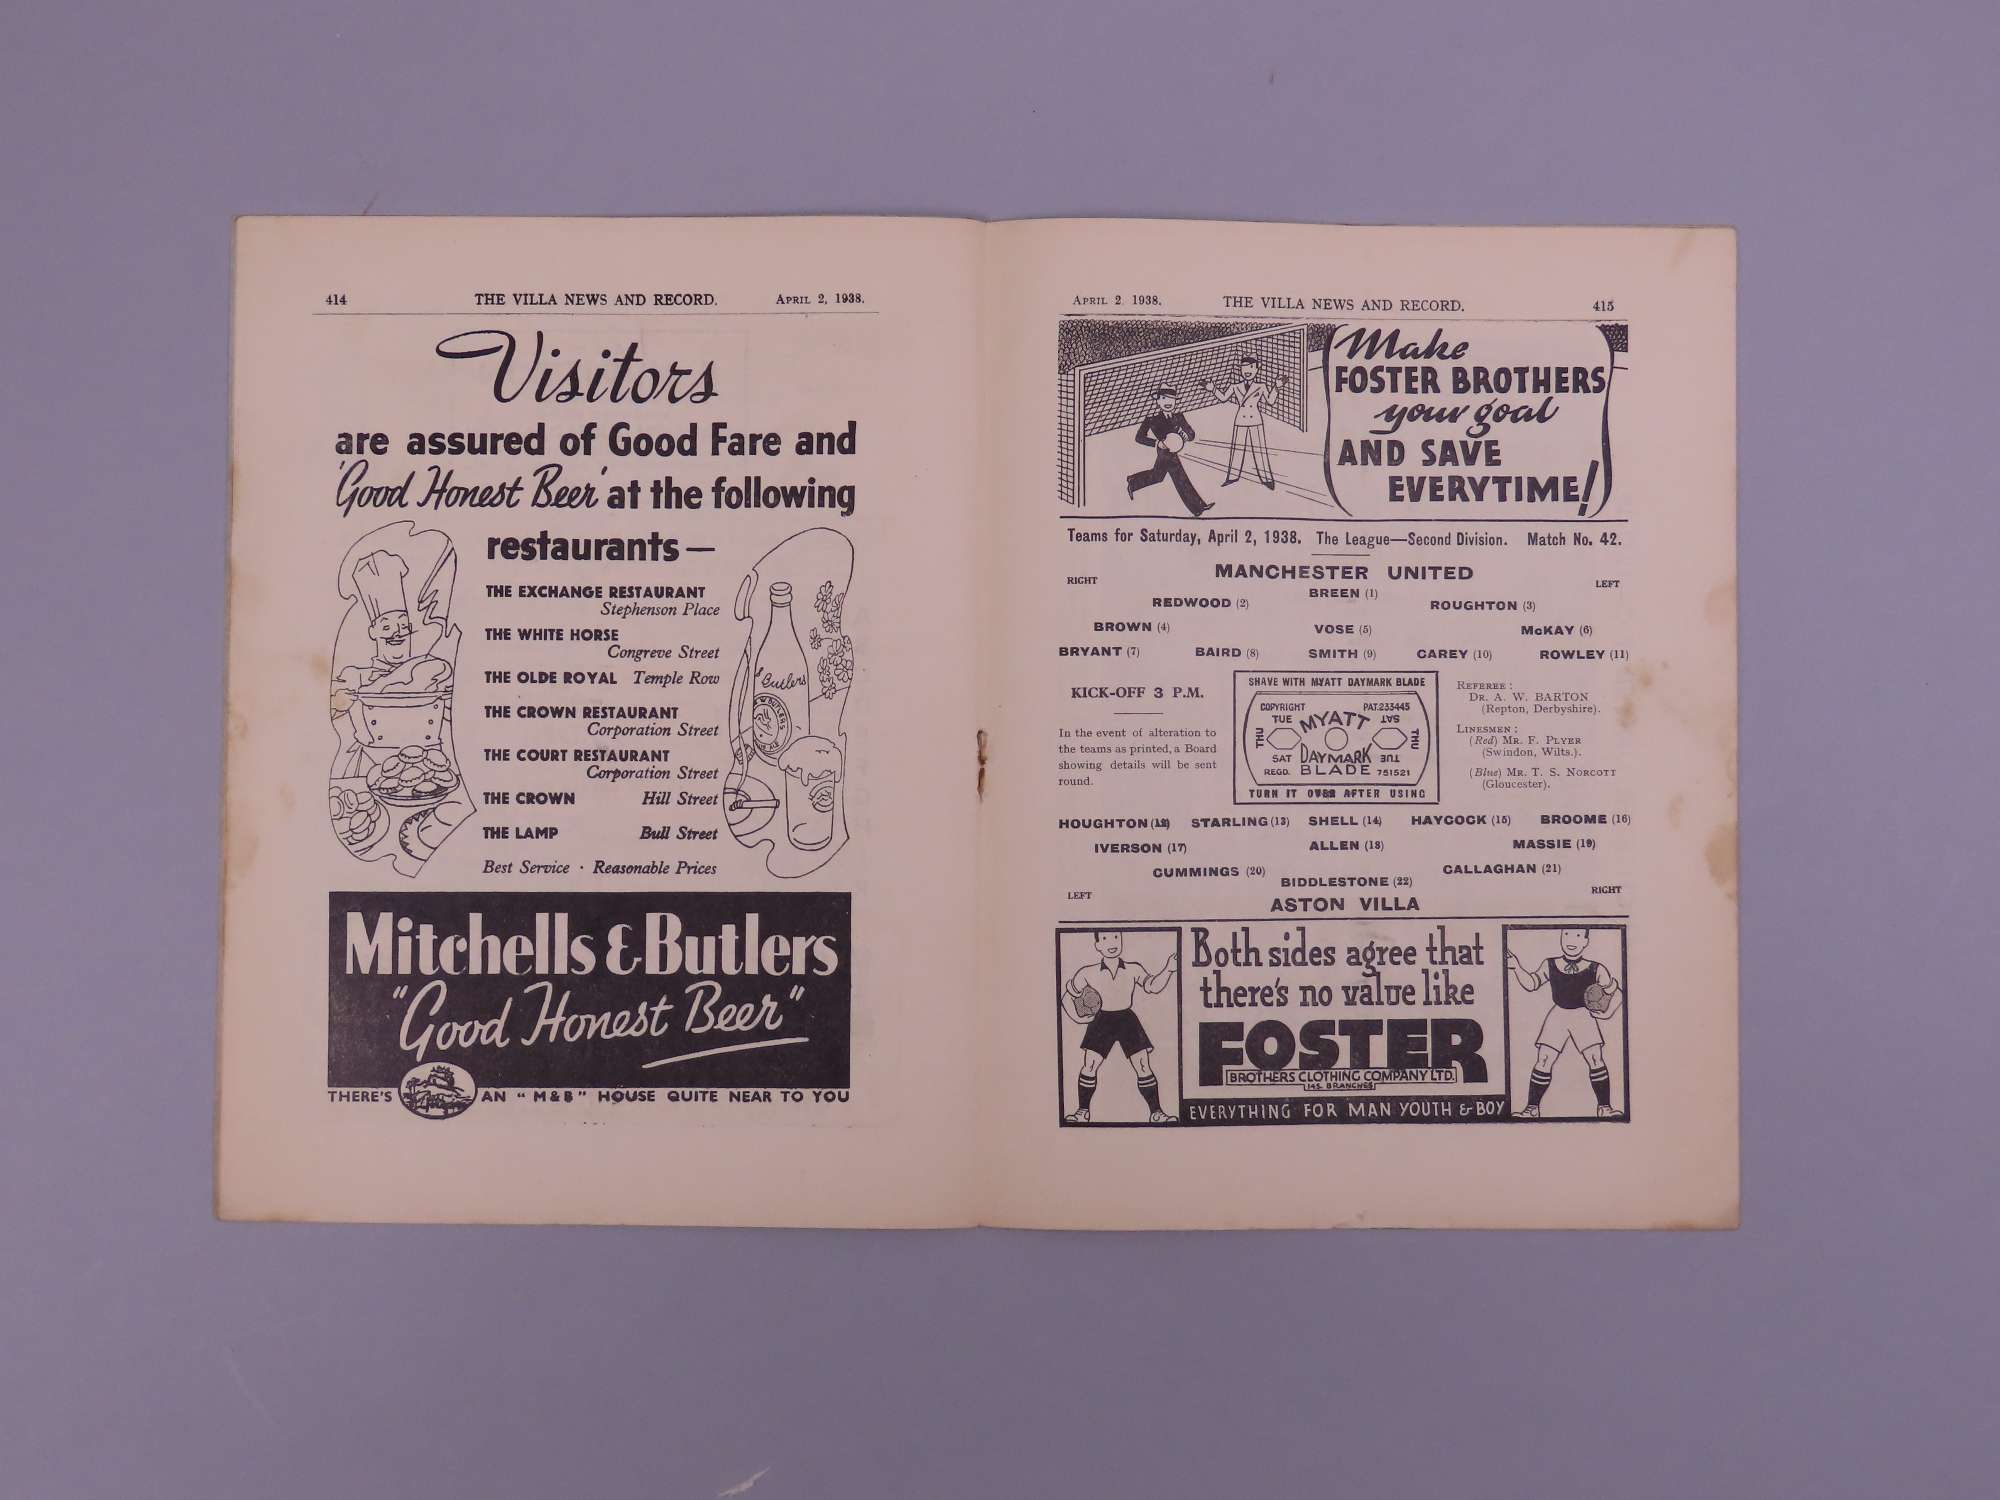 414 THE VILLA NEWS AND RECORD. APRIL 2, 1938.
Visitors
are assured of Good Fare and
'Good Honest Beer' at the following
restaurants—
THE EXCHANGE RESTAURANT
Stephenson Place
THE WHITE HORSE
Congreve Street
THE OLDE ROYAL Temple Row
THE CROWN RESTAURANT
Corporation Street
THE COURT RESTAURANT
Corporation Street
THE CROWN Hill Street
THE LAMP Bull Street
Best Service · Reasonable Prices
Butlers
Mitchells & Butlers
"Good Honest Beer"
THERE'S AN "M&B" HOUSE QUITE NEAR TO YOU
APRIL 2 1938. THE VILLA NEWS AND RECORD. 415
Make
FOSTER BROTHERS
your goal
AND SAVE
EVERYTIME!
Teams for Saturday, April 2, 1938. The League—Second Division. Match No. 42.
RIGHT MANCHESTER UNITED LEFT
BREEN (1)
REDWOOD (2) ROUGHTON (3)
BROWN (4) VOSE (5) McKAY (6)
BRYANT (7) BAIRD (8) SMITH (9) CAREY (10) ROWLEY (11)
KICK-OFF 3 P.M.
In the event of alteration to
the teams as printed, a Board
showing details will be sent
round.
SHAVE WITH MYATT DAYMARK BLADE
COPYRIGHT PAT.233445
TUE MYATT SAT
THU THU
SAT DAYMARK TUE
REGD. BLADE 751521
TURN IT OVER AFTER USING
REFEREE :
DR. A. W. BARTON
(Repton, Derbyshire).
LINESMEN :
(Red) MR. F. PLYER
(Swindon, Wilts.).
(Blue) MR. T. S. NORCOTT
(Gloucester).
HOUGHTON (12) STARLING (13) SHELL (14) HAYCOCK (15) BROOME (16)
IVERSON (17) ALLEN (18) MASSIE (19)
CUMMINGS (20) CALLAGHAN (21)
BIDDLESTONE (22)
LEFT ASTON VILLA RIGHT
Both sides agree that
there's no value like
FOSTER
BROTHERS CLOTHING COMPANY LTD.
145. BRANCHES
EVERYTHING FOR MAN YOUTH & BOY